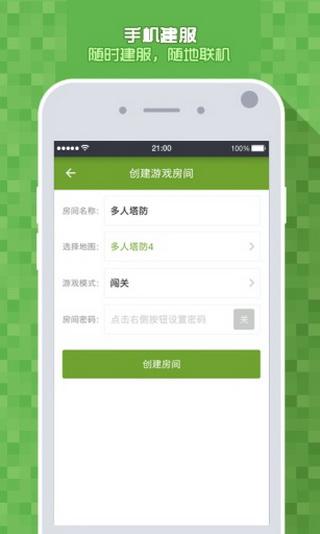 手机建服
随时建服，随地联机
21:00
100%
创建游戏房间
房间名称： 多人塔防
选择地图： 多人塔防4
游戏模式： 闯关
房间密码： 点击右侧按钮设置密码 关
创建房间